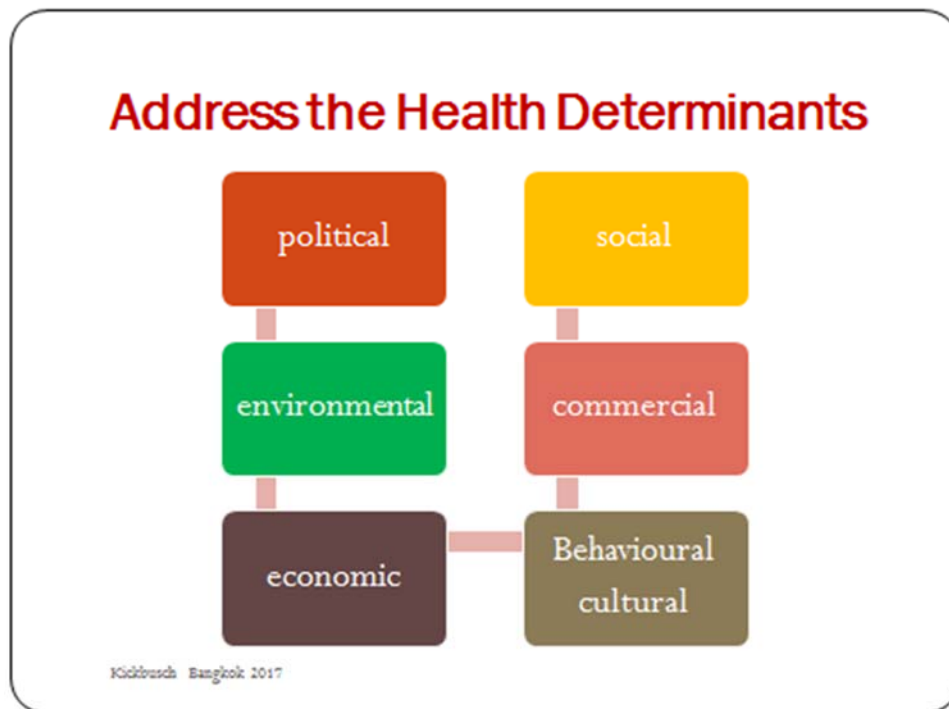 Address the Health Determinants
political
social
environmental
commercial
economic
Behavioural
cultural
Kickbusch Bangkok 2017